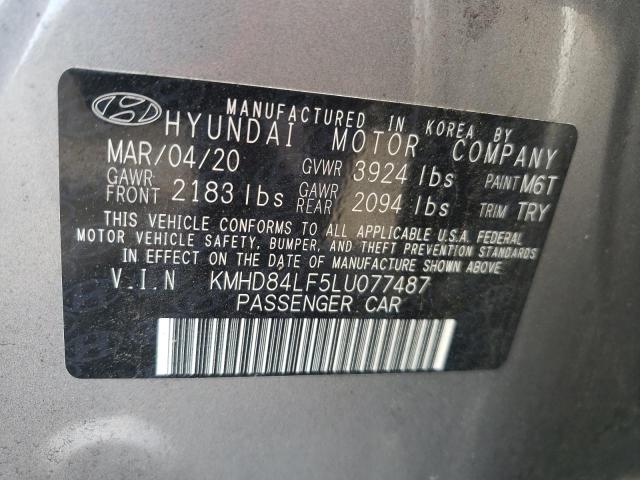 MANUFACTURED IN KOREA BY
HYUNDAI MOTOR COMPANY
MAR/04/20 GVWR 3924 lbs PAINT M6T
GAWR FRONT 2183 lbs GAWR REAR 2094 lbs TRIM TRY
THIS VEHICLE CONFORMS TO ALL APPLICABLE U.S.A. FEDERAL
MOTOR VEHICLE SAFETY, BUMPER, AND THEFT PREVENTION STANDARDS
IN EFFECT ON THE DATE OF MANUFACTURE SHOWN ABOVE
V.I.N KMHD84LF5LU077487
PASSENGER CAR